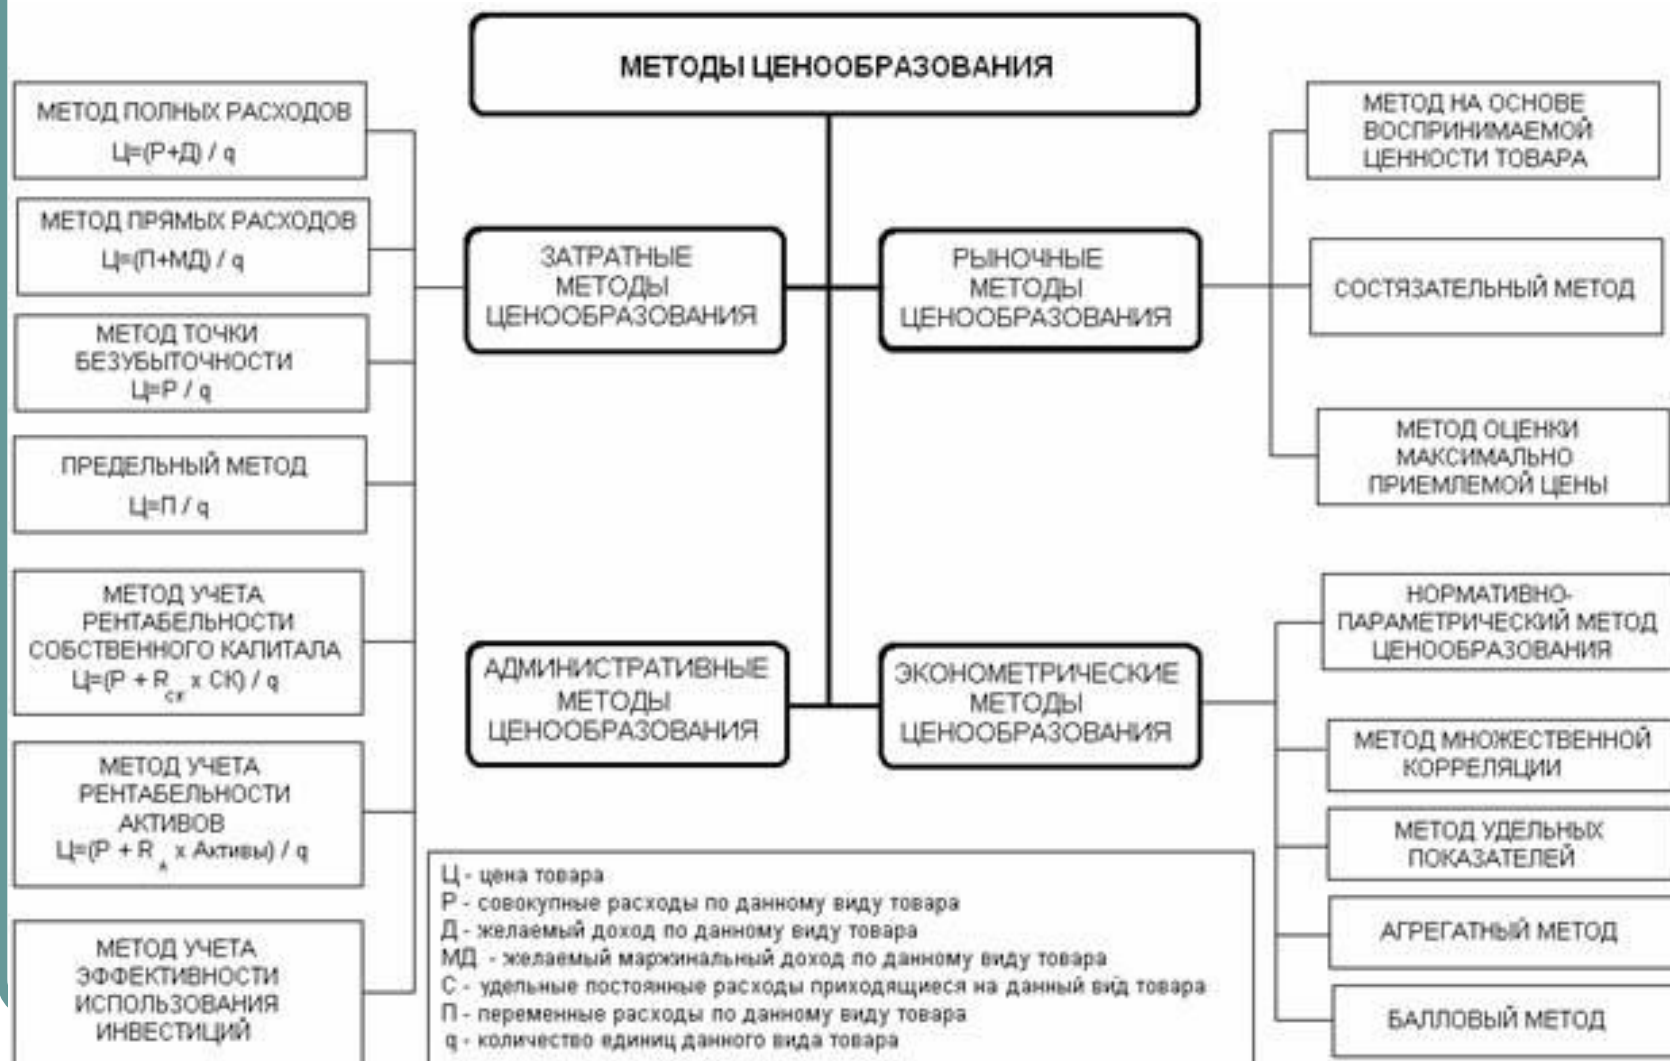 МЕТОДЫ ЦЕНООБРАЗОВАНИЯ
МЕТОД ПОЛНЫХ РАСХОДОВ
Ц=(Р+Д) / q
МЕТОД ПРЯМЫХ РАСХОДОВ
Ц=(П+МД) / q
МЕТОД ТОЧКИ
БЕЗУБЫТОЧНОСТИ
Ц=Р / q
ПРЕДЕЛЬНЫЙ МЕТОД
Ц=П / q
МЕТОД УЧЕТА
РЕНТАБЕЛЬНОСТИ
СОБСТВЕННОГО КАПИТАЛА
Ц=(Р + R ск х СК) / q
МЕТОД УЧЕТА
РЕНТАБЕЛЬНОСТИ
АКТИВОВ
Ц=(Р + R А х Активы) / q
МЕТОД УЧЕТА
ЭФФЕКТИВНОСТИ
ИСПОЛЬЗОВАНИЯ
ИНВЕСТИЦИЙ
ЗАТРАТНЫЕ
МЕТОДЫ
ЦЕНООБРАЗОВАНИЯ
РЫНОЧНЫЕ
МЕТОДЫ
ЦЕНООБРАЗОВАНИЯ
АДМИНИСТРАТИВНЫЕ
МЕТОДЫ
ЦЕНООБРАЗОВАНИЯ
ЭКОНОМЕТРИЧЕСКИЕ
МЕТОДЫ
ЦЕНООБРАЗОВАНИЯ
МЕТОД НА ОСНОВЕ
ВОСПРИНИМАЕМОЙ
ЦЕННОСТИ ТОВАРА
СОСТЯЗАТЕЛЬНЫЙ МЕТОД
МЕТОД ОЦЕНКИ
МАКСИМАЛЬНО
ПРИЕМЛЕМОЙ ЦЕНЫ
НОРМАТИВНО-
ПАРАМЕТРИЧЕСКИЙ МЕТОД
ЦЕНООБРАЗОВАНИЯ
МЕТОД МНОЖЕСТВЕННОЙ
КОРРЕЛЯЦИИ
МЕТОД УДЕЛЬНЫХ
ПОКАЗАТЕЛЕЙ
АГРЕГАТНЫЙ МЕТОД
БАЛЛОВЫЙ МЕТОД
Ц - цена товара
Р - совокупные расходы по данному виду товара
Д - желаемый доход по данному виду товара
МД - желаемый маржинальный доход по данному виду товара
С - удельные постоянные расходы приходящиеся на данный вид товара
П - переменные расходы по данному виду товара
q - количество единиц данного вида товара